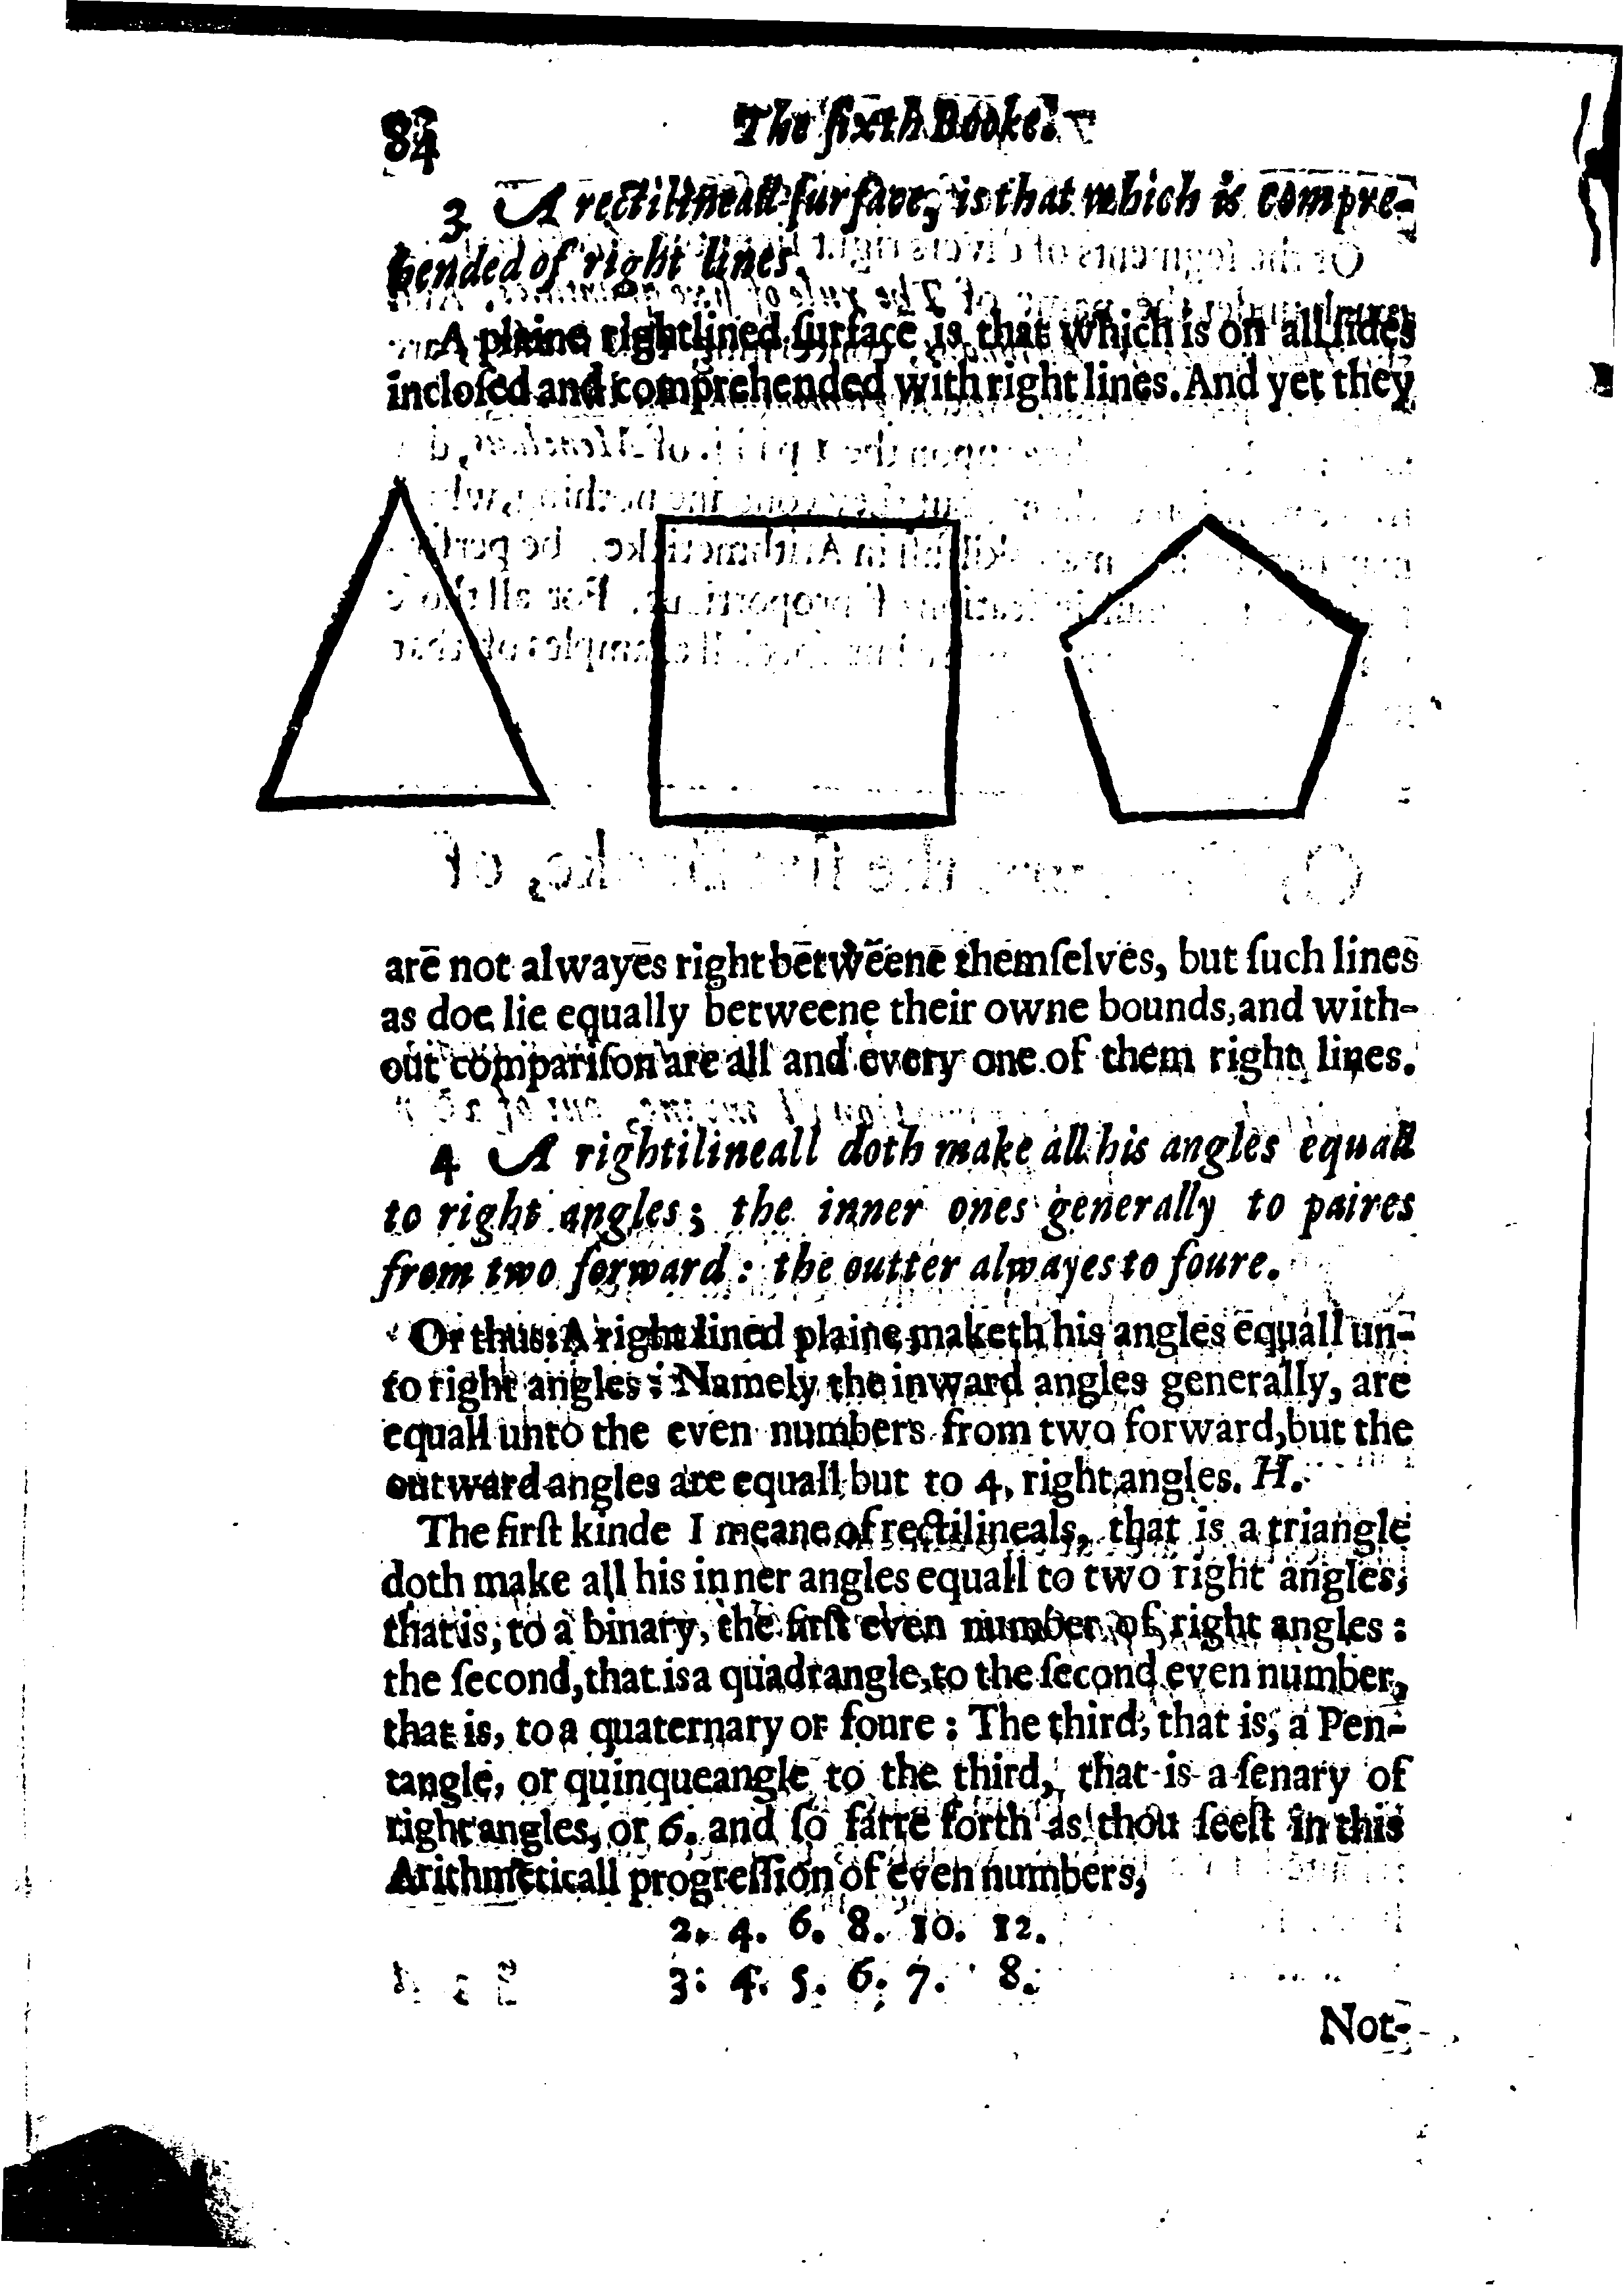 84 The ſixth Booke.
3 A rectilineall ſurface, is that which is compre-
hended of right lines.
A plaine rightlined ſurface is that which is on all ſides
incloſed and comprehended with right lines. And yet they
are not alwayes right betweene themſelves, but ſuch lines
as doe lie equally betweene their owne bounds, and with-
out compariſon are all and every one of them right lines.
4 A rightilineall doth make all his angles equall
to right angles; the inner ones generally to paires
from two forward: the outter alwayes to foure.
Or thus: A right lined plaine maketh his angles equall un-
to right angles: Namely the inward angles generally, are
equall unto the even numbers from two forward, but the
outward angles are equall but to 4, right angles. H.
The firſt kinde I meane of rectilineals, that is a triangle
doth make all his inner angles equall to two right angles;
that is, to a binary, the firſt even number of right angles:
the ſecond, that is a quadrangle, to the ſecond even number,
that is, to a quaternary or foure: The third, that is, a Pen-
tangle, or quinqueangle to the third, that is a ſenary of
right angles, or 6. and ſo farre forth as thou ſeeſt in this
Arithmeticall progreſſion of even numbers,
2. 4. 6. 8. 10. 12.
3: 4. 5. 6. 7. 8.
Not-